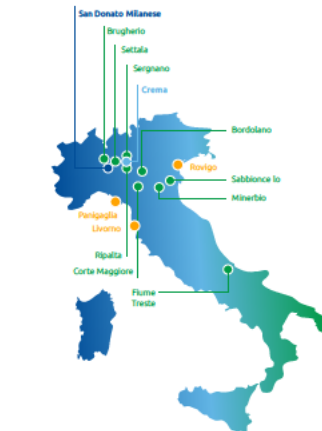 San Donato Milanese
Brugherio
Settala
Sergnano
Crema
Bordolano
Rovigo
Sabbionce lo
Minerbio
Panigaglia
Livorno
Ripalta
Corte Maggiore
Fiume
Treste